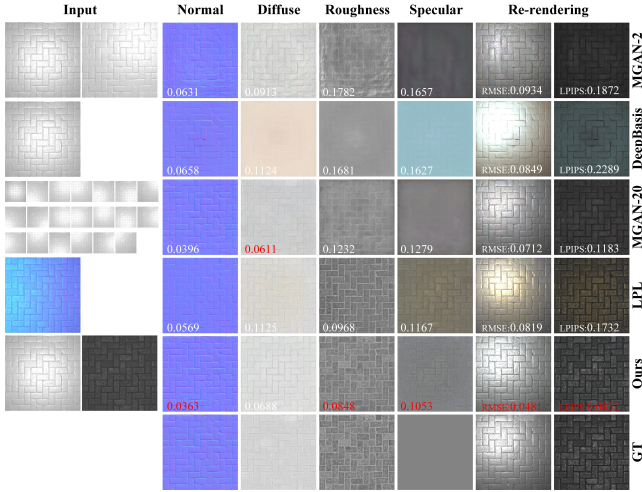 Input Normal Diffuse Roughness Specular Re-rendering
0.0631 0.0913 0.1782 0.1657 RMSE:0.0934 LPIPS:0.1872 MGAN-2
0.0658 0.1124 0.1681 0.1627 RMSE:0.0849 LPIPS:0.2289 DeepBasis
0.0396 0.0611 0.1232 0.1279 RMSE:0.0712 LPIPS:0.1183 MGAN-20
0.0569 0.1125 0.0968 0.1167 RMSE:0.0819 LPIPS:0.1732 LPL
0.0363 0.0688 0.0848 0.1053 Ours
GT